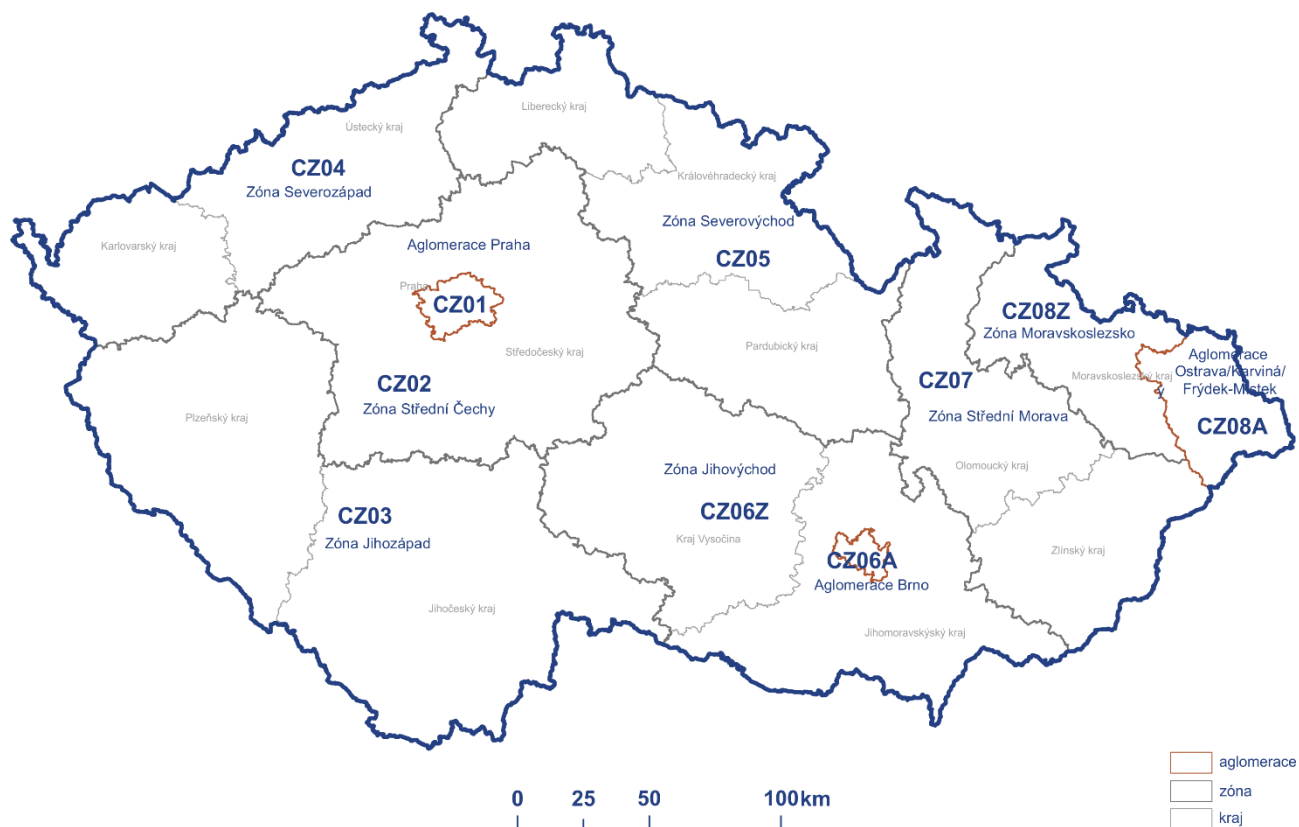 Liberecký kraj
Ústecký kraj
CZ04
Zóna Severozápad
Královéhradecký kraj
Zóna Severovýchod
CZ05
Karlovarský kraj
Aglomerace Praha
Praha
CZ01
Středočeský kraj
CZ02
Zóna Střední Čechy
Pardubický kraj
CZ08Z
Zóna Moravskoslezsko
Moravskoslezský kraj
Aglomerace
Ostrava/Karviná/
Frýdek-Místek
CZ08A
CZ07
Zóna Střední Morava
Olomoucký kraj
Plzeňský kraj
Zóna Jihovýchod
CZ06Z
Kraj Vysočina
CZ03
Zóna Jihozápad
Jihočeský kraj
CZ06A
Aglomerace Brno
Zlínský kraj
Jihomoravskýský kraj
aglomerace
zóna
kraj
0 25 50 100km